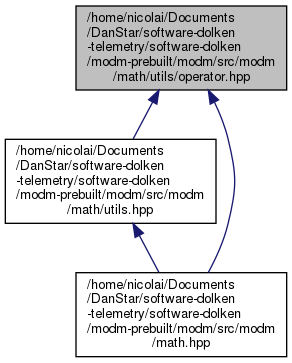 /home/nicolai/Documents
/DanStar/software-dolken
-telemetry/software-dolken
/modm-prebuilt/modm/src/modm
/math/utils/operator.hpp
/home/nicolai/Documents
/DanStar/software-dolken
-telemetry/software-dolken
/modm-prebuilt/modm/src/modm
/math/utils.hpp
/home/nicolai/Documents
/DanStar/software-dolken
-telemetry/software-dolken
/modm-prebuilt/modm/src/modm
/math.hpp